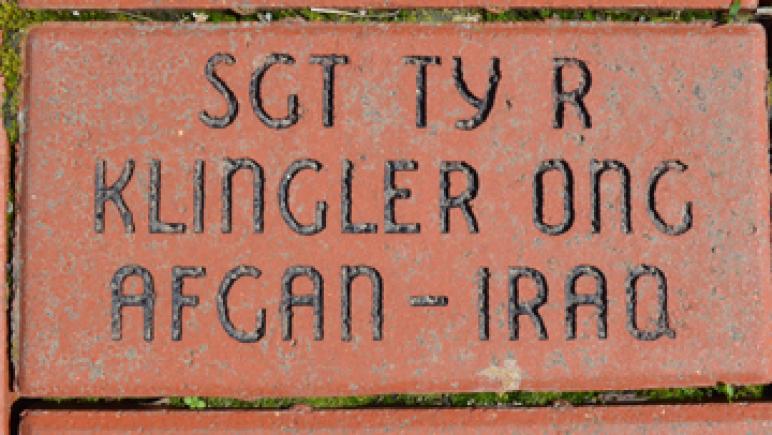 SGT TY R
KLINGLER ONG
AFGAN - IRAQ